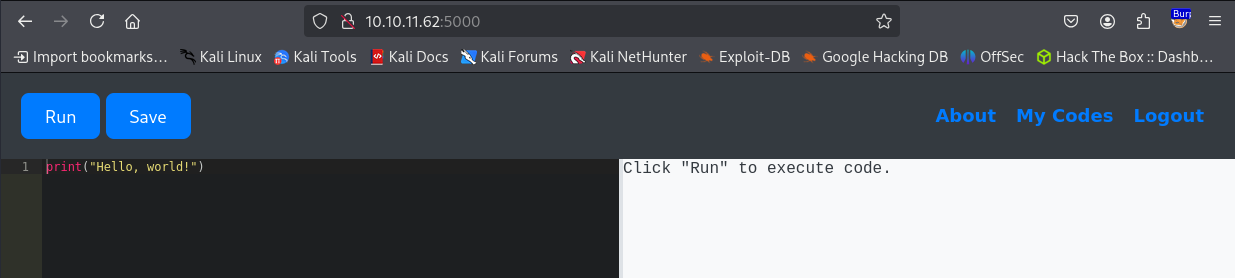 10.10.11.62:5000
Burp
Import bookmarks... Kali Linux Kali Tools Kali Docs Kali Forums Kali NetHunter Exploit-DB Google Hacking DB OffSec Hack The Box :: Dashb...
Run Save About My Codes Logout
1 print("Hello, world!") Click "Run" to execute code.